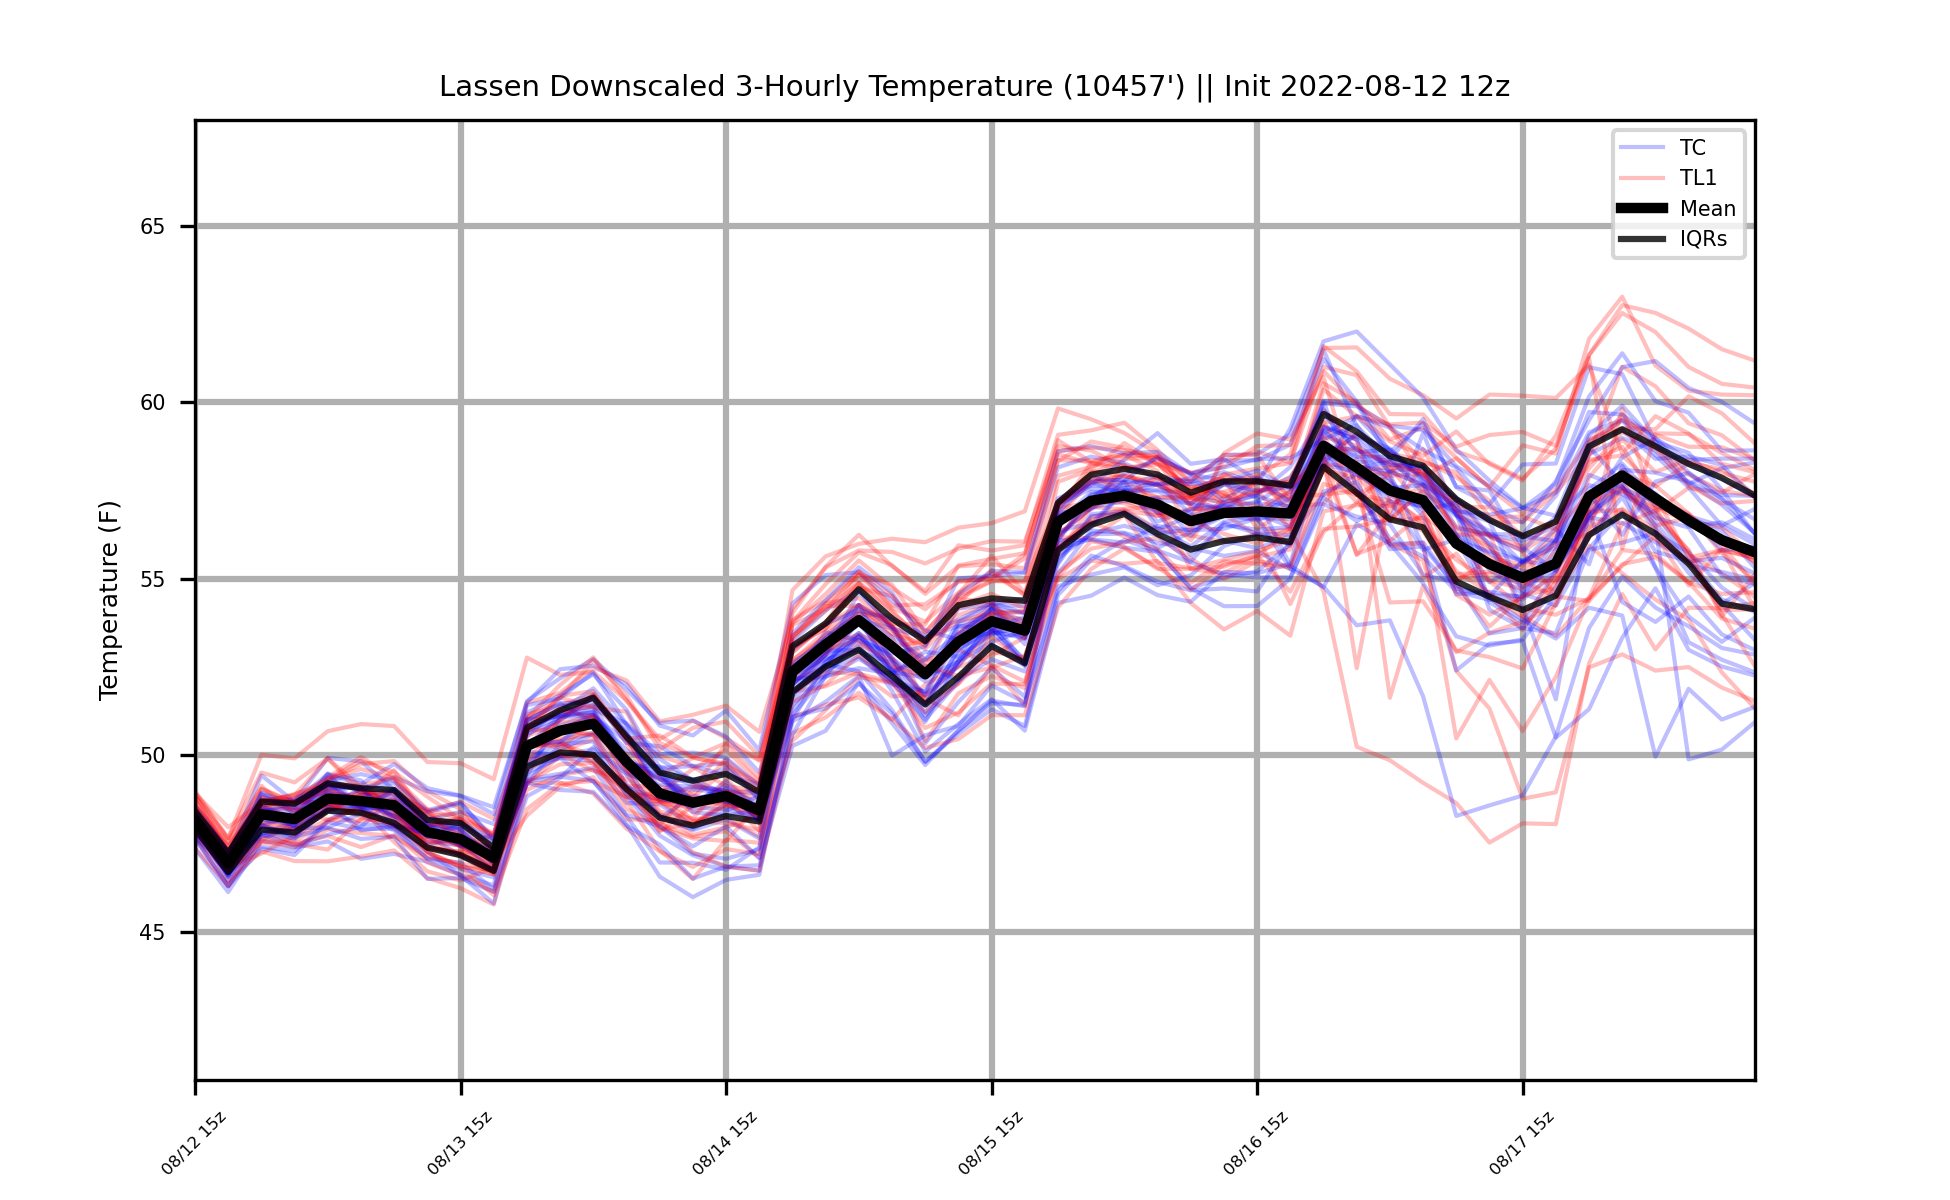 Lassen Downscaled 3-Hourly Temperature (10457') || Init 2022-08-12 12z
TC
TL1
Mean
IQRs
Temperature (F)
65
60
55
50
45
08/12 15z
08/13 15z
08/14 15z
08/15 15z
08/16 15z
08/17 15z